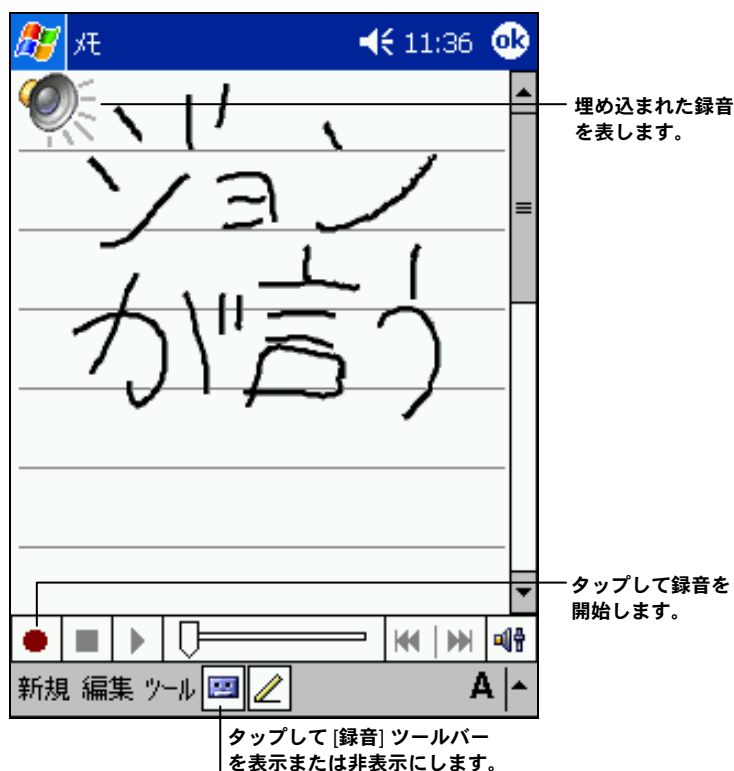 メモ 11:36 ok
埋め込まれた録音
を表します。
ジョン
が言う
タップして録音を
開始します。
新規 編集 ツール A
タップして [録音] ツールバー
を表示または非表示にします。